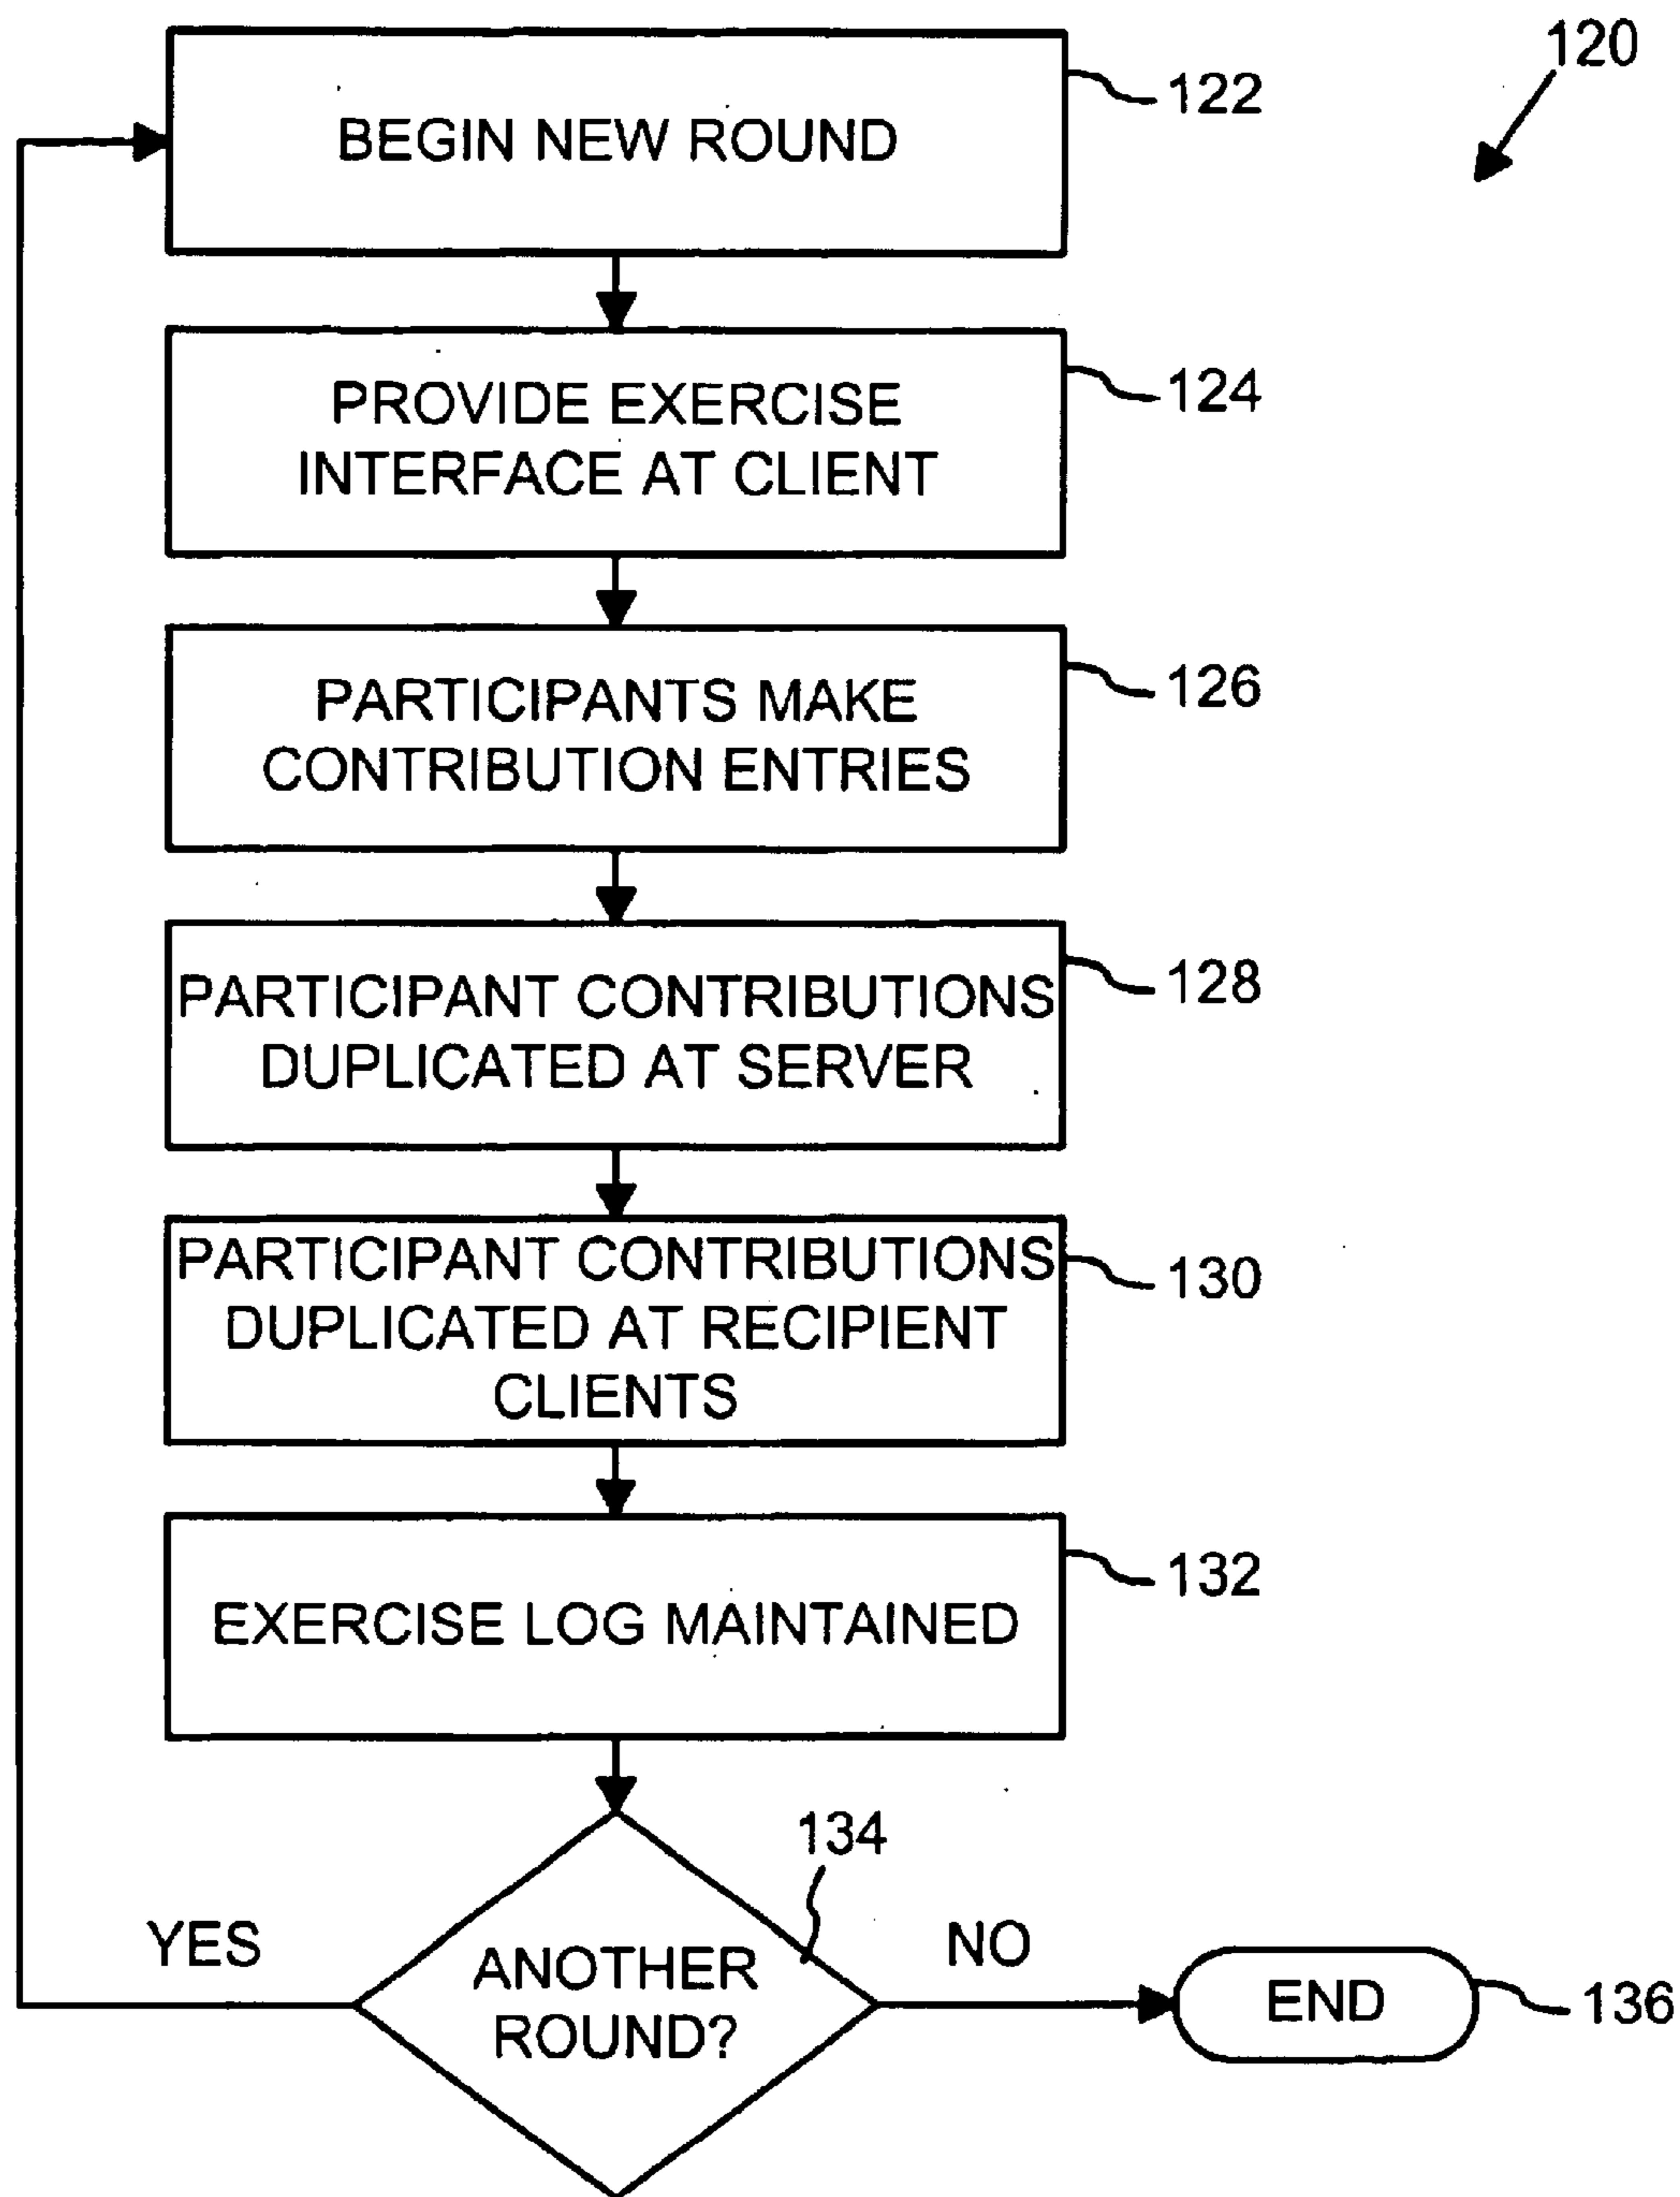 120
BEGIN NEW ROUND
122
PROVIDE EXERCISE
INTERFACE AT CLIENT
124
PARTICIPANTS MAKE
CONTRIBUTION ENTRIES
126
PARTICIPANT CONTRIBUTIONS
DUPLICATED AT SERVER
128
PARTICIPANT CONTRIBUTIONS
DUPLICATED AT RECIPIENT
CLIENTS
130
EXERCISE LOG MAINTAINED
132
134
YES
ANOTHER
ROUND?
NO
END
136